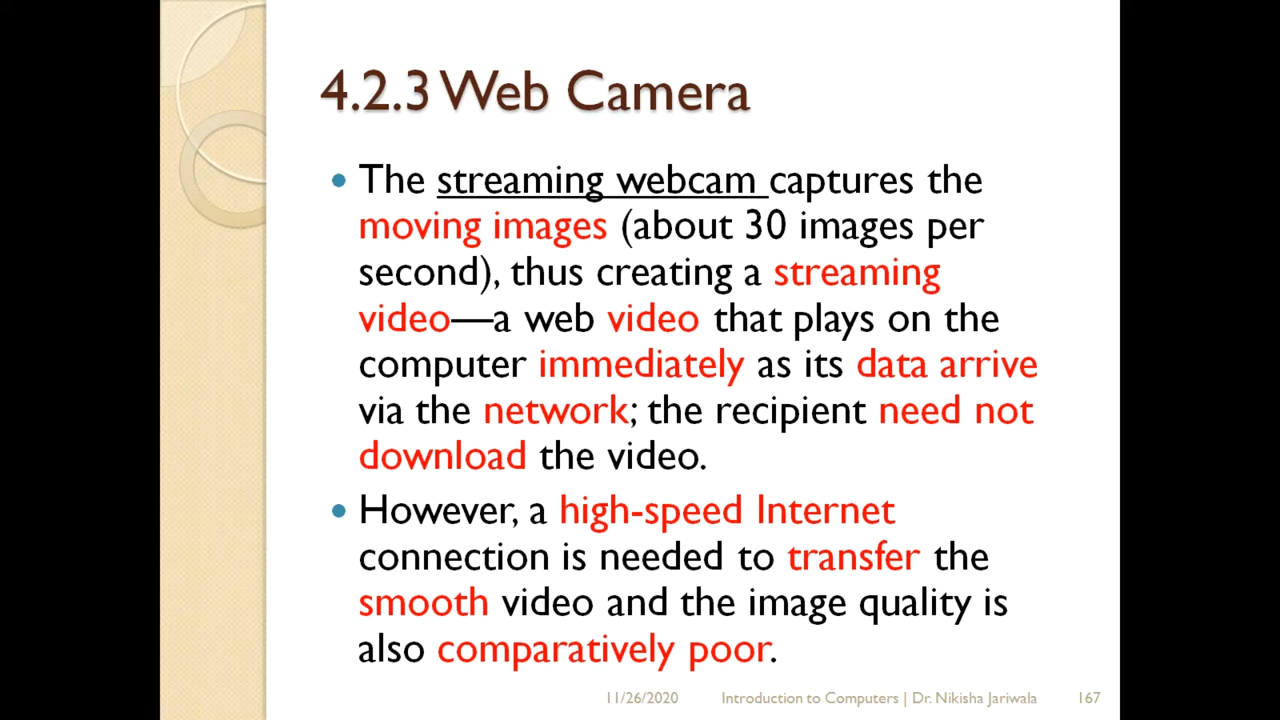 4.2.3 Web Camera
• The streaming webcam captures the
moving images (about 30 images per
second), thus creating a streaming
video—a web video that plays on the
computer immediately as its data arrive
via the network; the recipient need not
download the video.
• However, a high-speed Internet
connection is needed to transfer the
smooth video and the image quality is
also comparatively poor.
11/26/2020 Introduction to Computers | Dr. Nikisha Jariwala 167